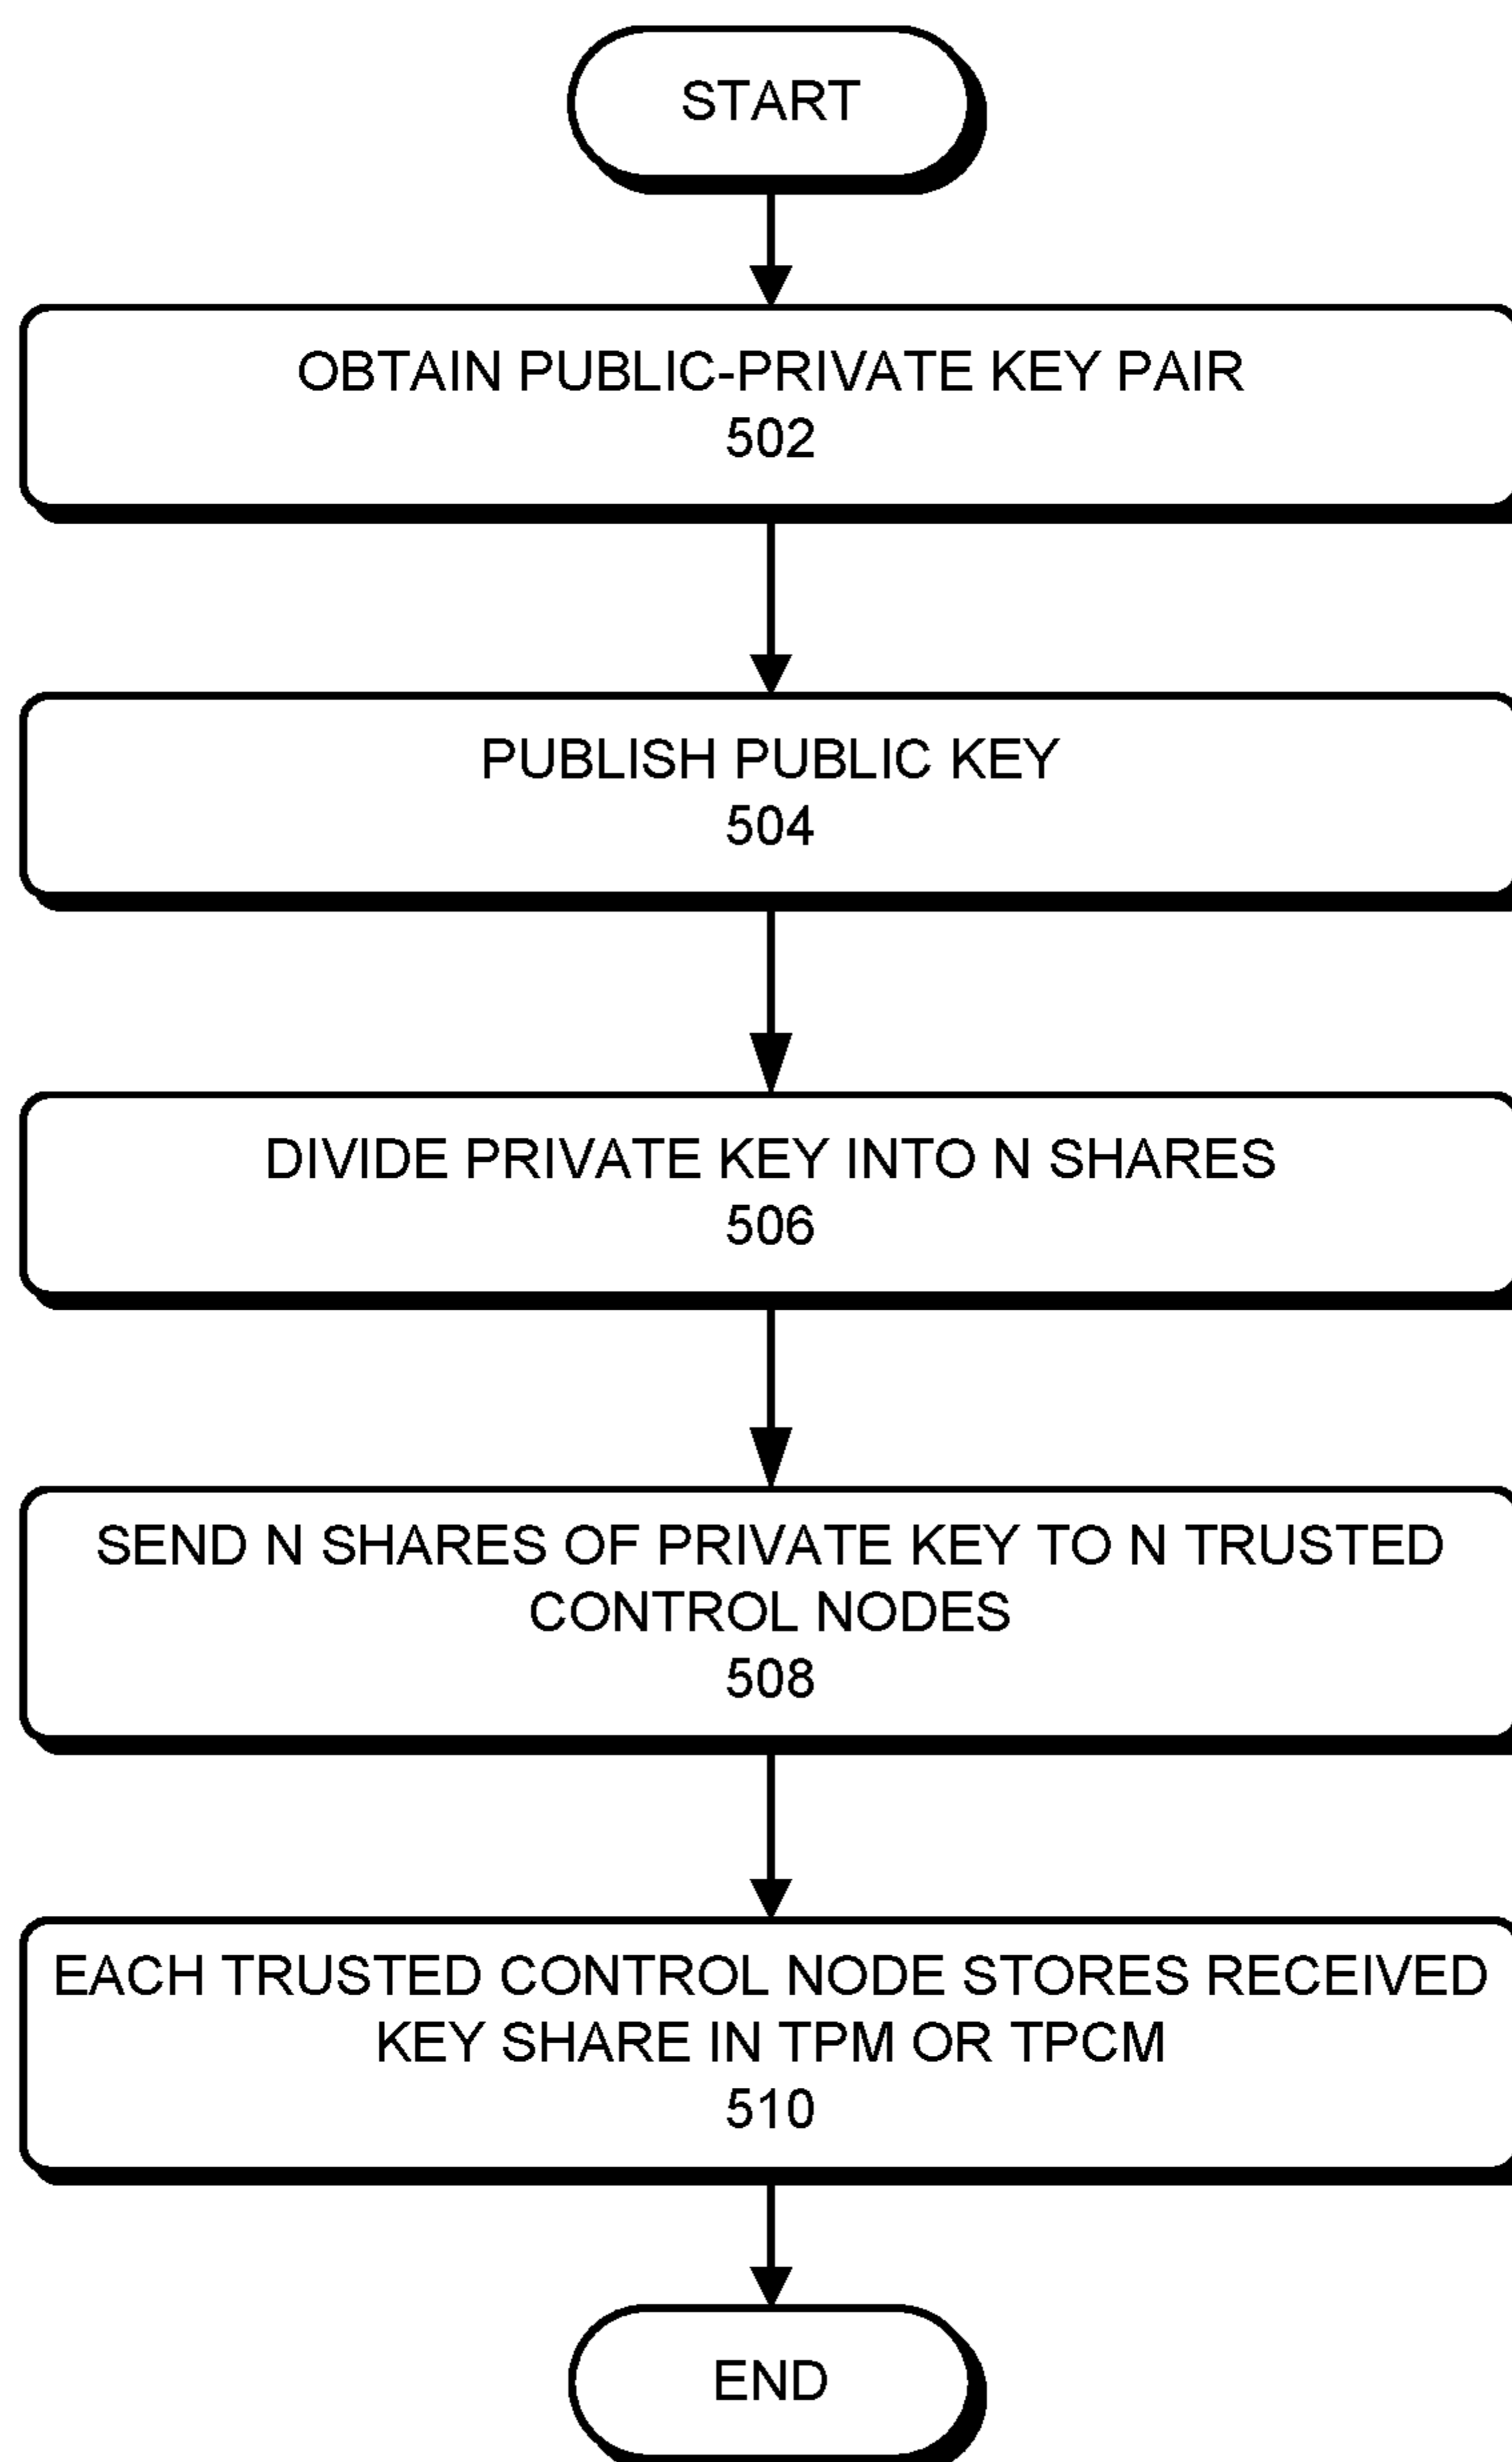 START
OBTAIN PUBLIC-PRIVATE KEY PAIR
502
PUBLISH PUBLIC KEY
504
DIVIDE PRIVATE KEY INTO N SHARES
506
SEND N SHARES OF PRIVATE KEY TO N TRUSTED
CONTROL NODES
508
EACH TRUSTED CONTROL NODE STORES RECEIVED
KEY SHARE IN TPM OR TPCM
510
END